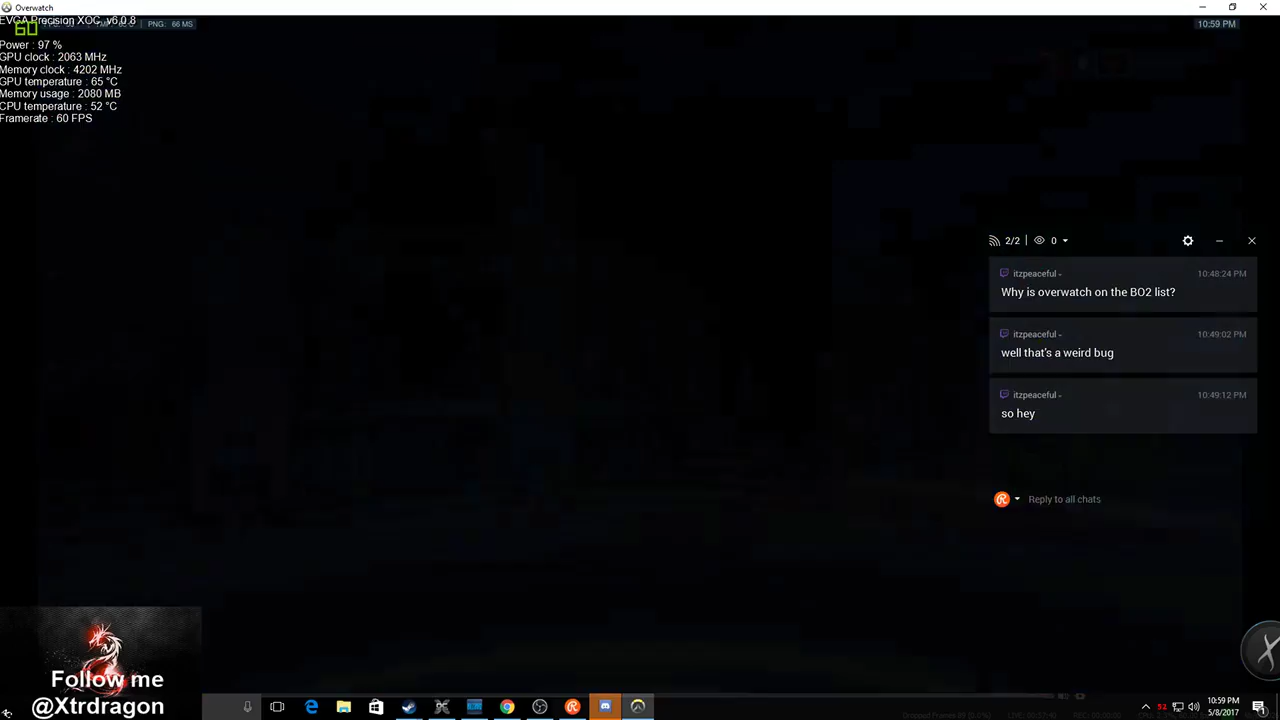 Overwatch
EVGA Precision XOC v6.0.8
60
PNG: 66 MS
10:59 PM
Power : 97 %
GPU clock : 2063 MHz
Memory clock : 4202 MHz
GPU temperature : 65 °C
Memory usage : 2080 MB
CPU temperature : 52 °C
Framerate : 60 FPS
2/2 0
itzpeaceful 10:48:24 PM
Why is overwatch on the BO2 list?
itzpeaceful 10:49:02 PM
well that's a weird bug
itzpeaceful 10:49:12 PM
so hey
Reply to all chats
Follow me
@Xtrdragon
52
10:59 PM
5/8/2017